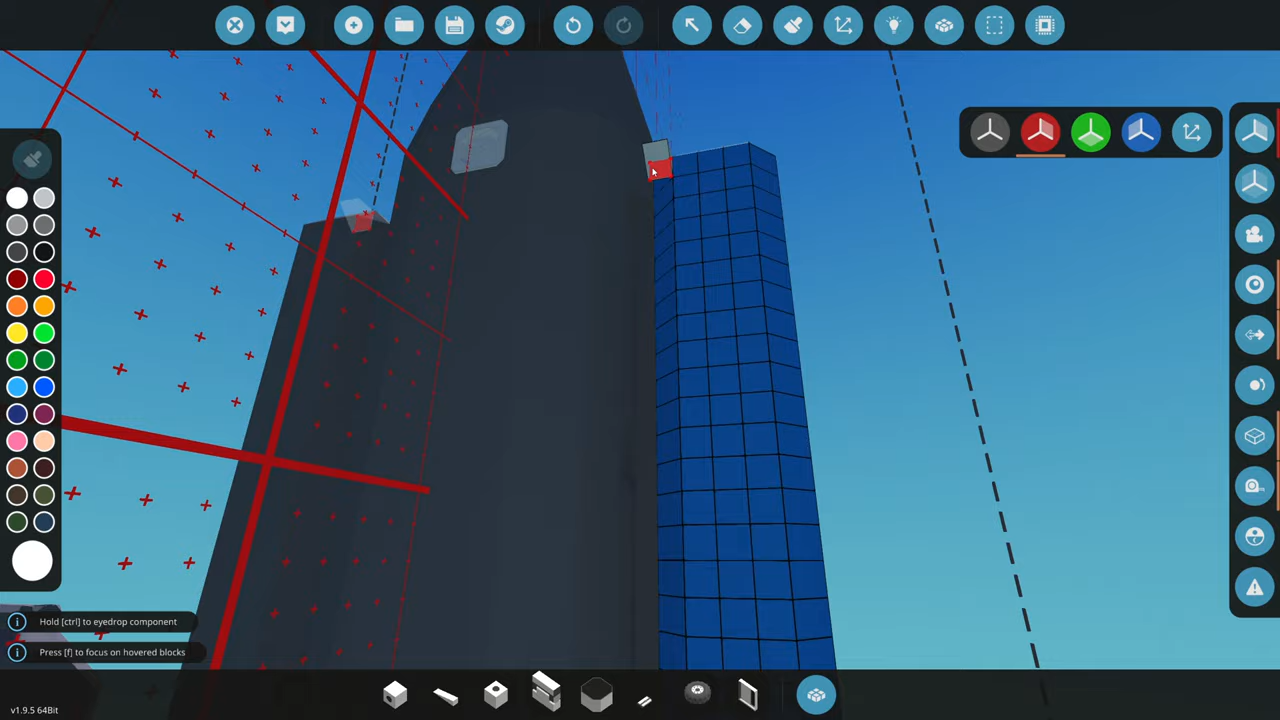 Hold [ctrl] to eyedrop component
Press [f] to focus on hovered blocks
v1.9.5 64Bit